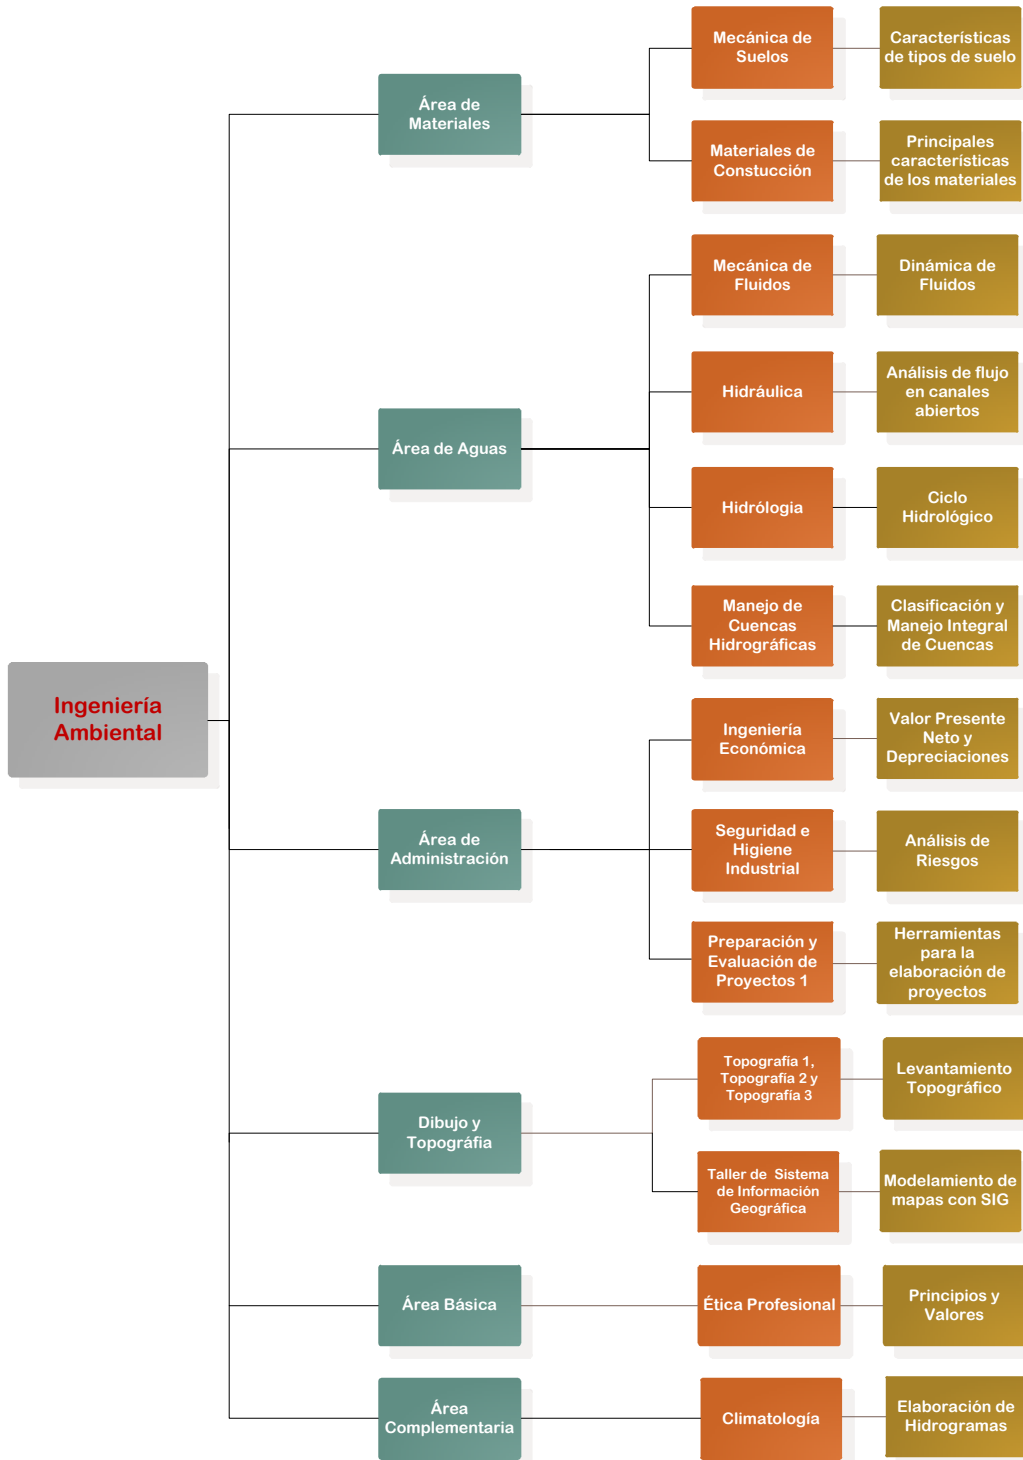 Mecánica de
Suelos
Características
de tipos de suelo
Área de
Materiales
Materiales de
Constucción
Principales
características
de los materiales
Mecánica de
Fluidos
Dinámica de
Fluidos
Hidráulica
Análisis de flujo
en canales
abiertos
Área de Aguas
Hidrólogia
Ciclo
Hidrológico
Manejo de
Cuencas
Hidrográficas
Clasificación y
Manejo Integral
de Cuencas
Ingeniería
Ambiental
Ingeniería
Económica
Valor Presente
Neto y
Depreciaciones
Área de
Administración
Seguridad e
Higiene
Industrial
Análisis de
Riesgos
Preparación y
Evaluación de
Proyectos 1
Herramientas
para la
elaboración de
proyectos
Topografía 1,
Topografía 2 y
Topografía 3
Levantamiento
Topográfico
Dibujo y
Topográfia
Taller de Sistema
de Información
Geográfica
Modelamiento de
mapas con SIG
Área Básica
Ética Profesional
Principios y
Valores
Área
Complementaria
Climatología
Elaboración de
Hidrogramas